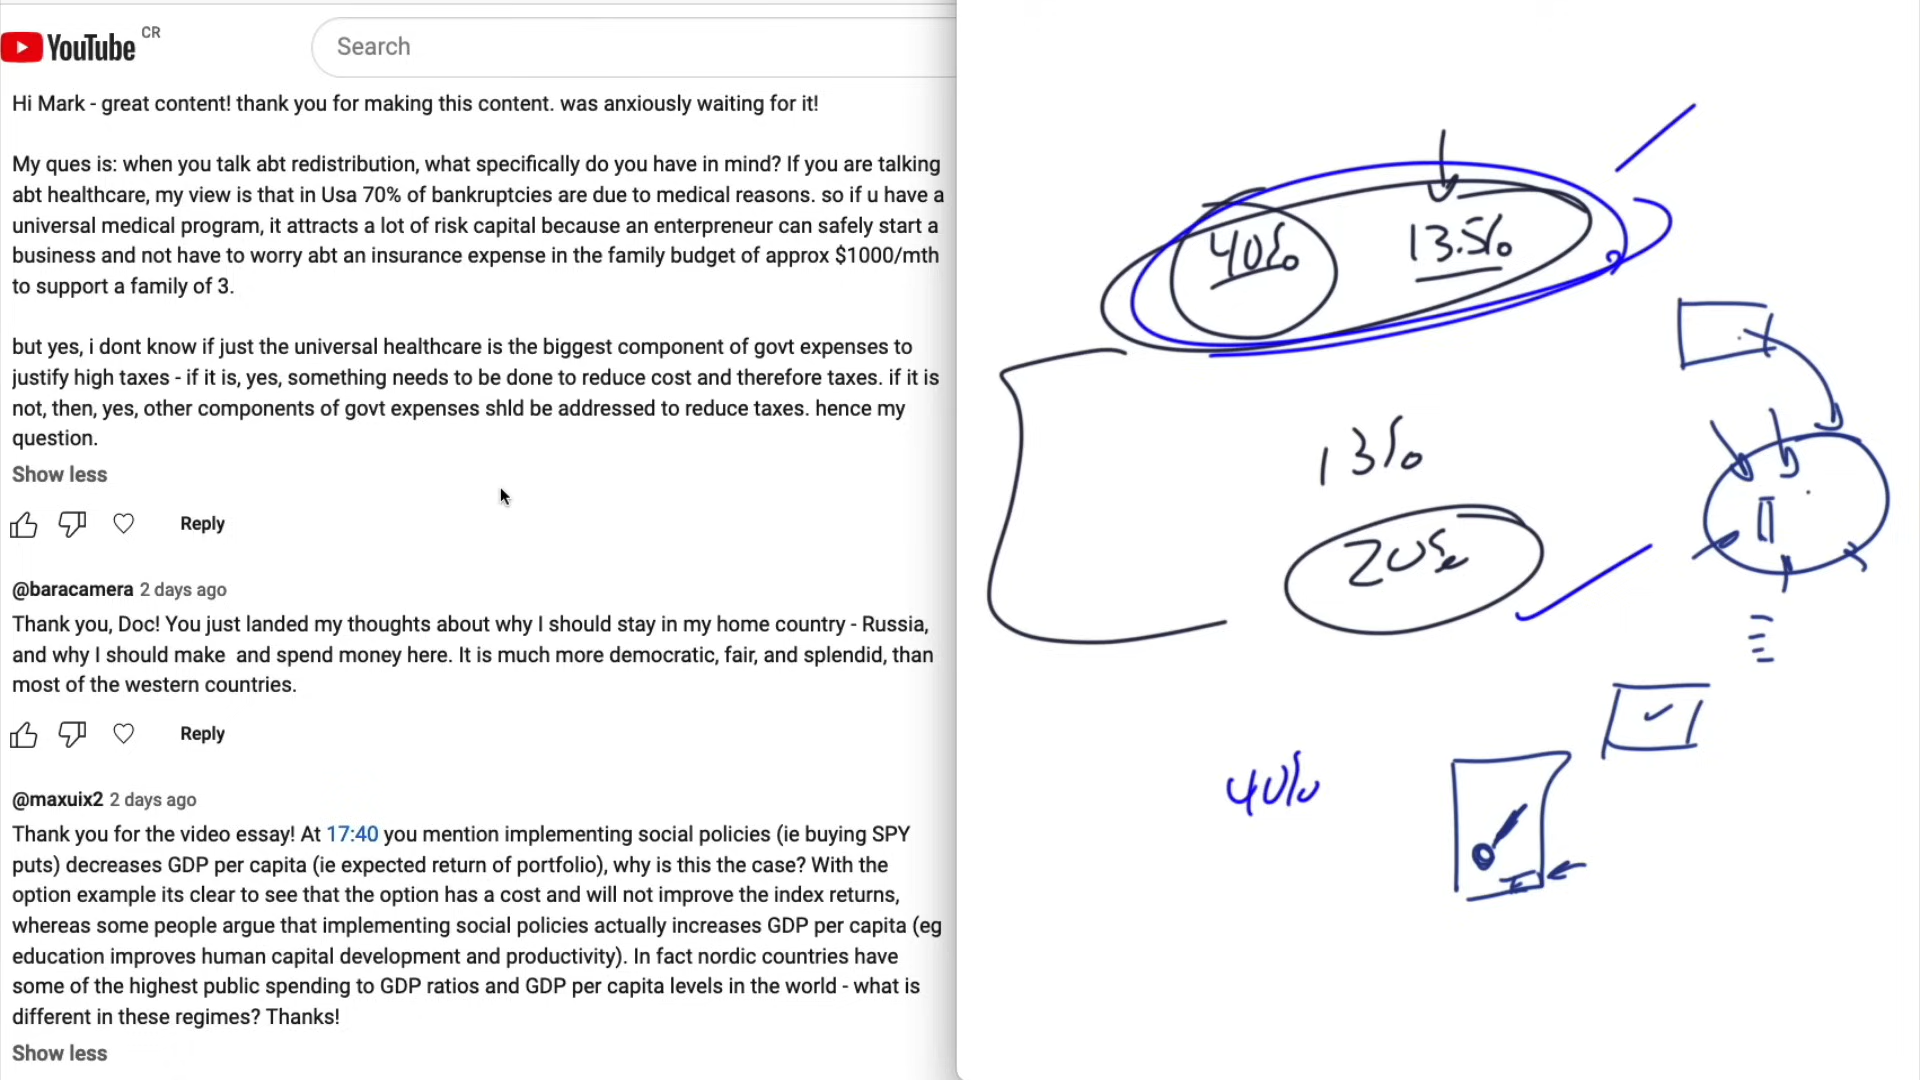 YouTube CR
Search
Hi Mark - great content! thank you for making this content. was anxiously waiting for it!
My ques is: when you talk abt redistribution, what specifically do you have in mind? If you are talking
abt healthcare, my view is that in Usa 70% of bankruptcies are due to medical reasons. so if u have a
universal medical program, it attracts a lot of risk capital because an enterpreneur can safely start a
business and not have to worry abt an insurance expense in the family budget of approx $1000/mth
to support a family of 3.
but yes, i dont know if just the universal healthcare is the biggest component of govt expenses to
justify high taxes - if it is, yes, something needs to be done to reduce cost and therefore taxes. if it is
not, then, yes, other components of govt expenses shld be addressed to reduce taxes. hence my
question.
Show less
Reply
@baracamera 2 days ago
Thank you, Doc! You just landed my thoughts about why I should stay in my home country - Russia,
and why I should make and spend money here. It is much more democratic, fair, and splendid, than
most of the western countries.
Reply
@maxuix2 2 days ago
Thank you for the video essay! At 17:40 you mention implementing social policies (ie buying SPY
puts) decreases GDP per capita (ie expected return of portfolio), why is this the case? With the
option example its clear to see that the option has a cost and will not improve the index returns,
whereas some people argue that implementing social policies actually increases GDP per capita (eg
education improves human capital development and productivity). In fact nordic countries have
some of the highest public spending to GDP ratios and GDP per capita levels in the world - what is
different in these regimes? Thanks!
Show less
40% 13.5%
13%
20%
40%